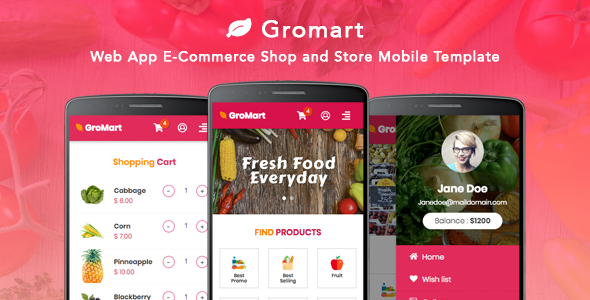 Gromart
Web App E-Commerce Shop and Store Mobile Template
GroMart
4
Shopping Cart
Cabbage
$ 8.00
- 1 +
Corn
$ 7.00
- 1 +
Pinneapple
$ 10.00
- 1 +
Blackberry
GroMart
4
Fresh Food
Everyday
FIND PRODUCTS
Best
Promo
Best
Selling
Fruit
Jane Doe
Janedoe@maildomain.com
Balance : $1200
Home
Wish list